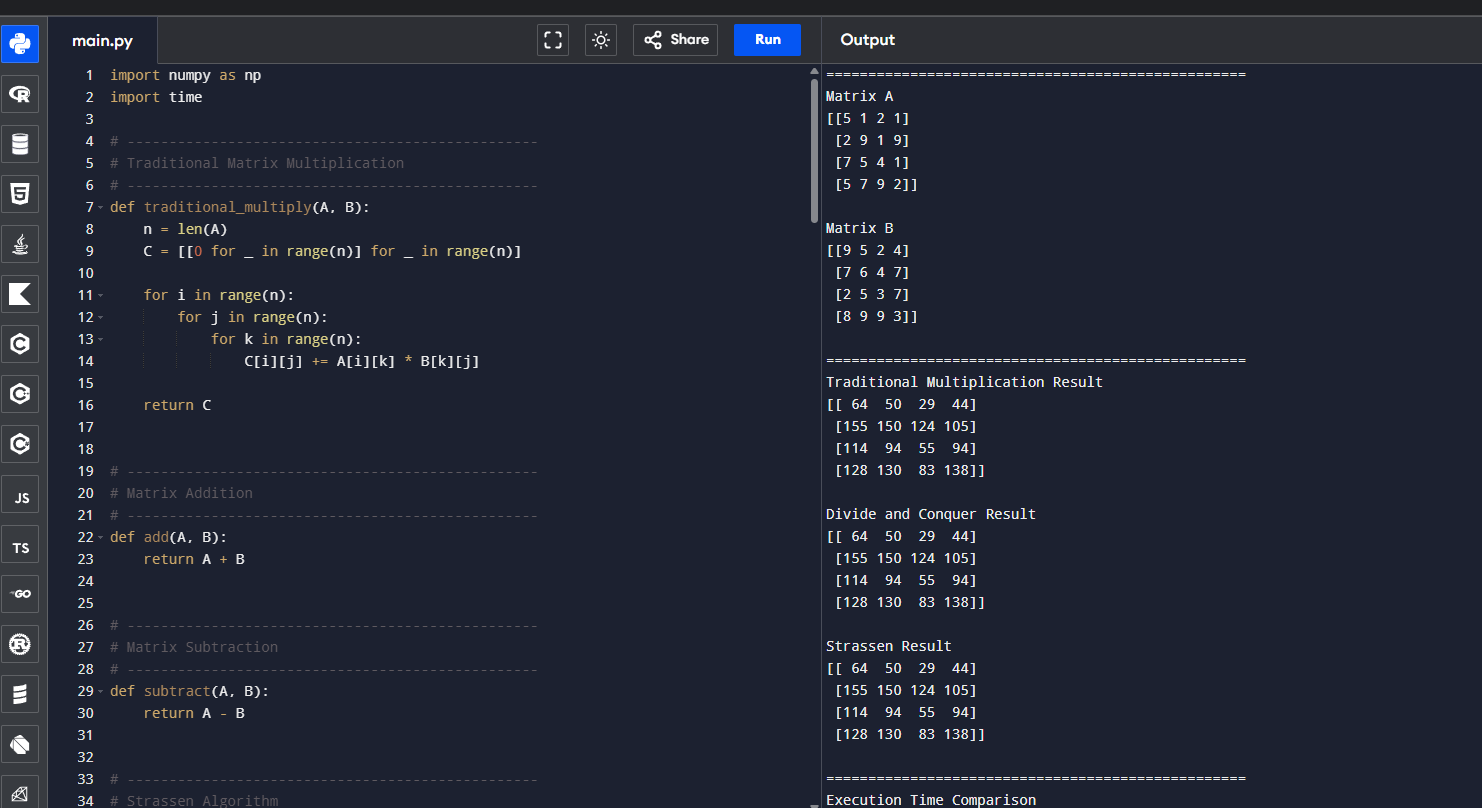 main.py
Share
Run
Output
1 import numpy as np
2 import time
3
4 # -------------------------------------------------
5 # Traditional Matrix Multiplication
6 # -------------------------------------------------
7 def traditional_multiply(A, B):
8     n = len(A)
9     C = [[0 for _ in range(n)] for _ in range(n)]
10
11     for i in range(n):
12         for j in range(n):
13             for k in range(n):
14                 C[i][j] += A[i][k] * B[k][j]
15
16     return C
17
18
19 # -------------------------------------------------
20 # Matrix Addition
21 # -------------------------------------------------
22 def add(A, B):
23     return A + B
24
25
26 # -------------------------------------------------
27 # Matrix Subtraction
28 # -------------------------------------------------
29 def subtract(A, B):
30     return A - B
31
32
33 # -------------------------------------------------
34 # Strassen Algorithm
==================================================
Matrix A
[[5 1 2 1]
 [2 9 1 9]
 [7 5 4 1]
 [5 7 9 2]]
Matrix B
[[9 5 2 4]
 [7 6 4 7]
 [2 5 3 7]
 [8 9 9 3]]
==================================================
Traditional Multiplication Result
[[ 64  50  29  44]
 [155 150 124 105]
 [114  94  55  94]
 [128 130  83 138]]
Divide and Conquer Result
[[ 64  50  29  44]
 [155 150 124 105]
 [114  94  55  94]
 [128 130  83 138]]
Strassen Result
[[ 64  50  29  44]
 [155 150 124 105]
 [114  94  55  94]
 [128 130  83 138]]
==================================================
Execution Time Comparison
R
5
C
C
C
JS
TS
GO
R